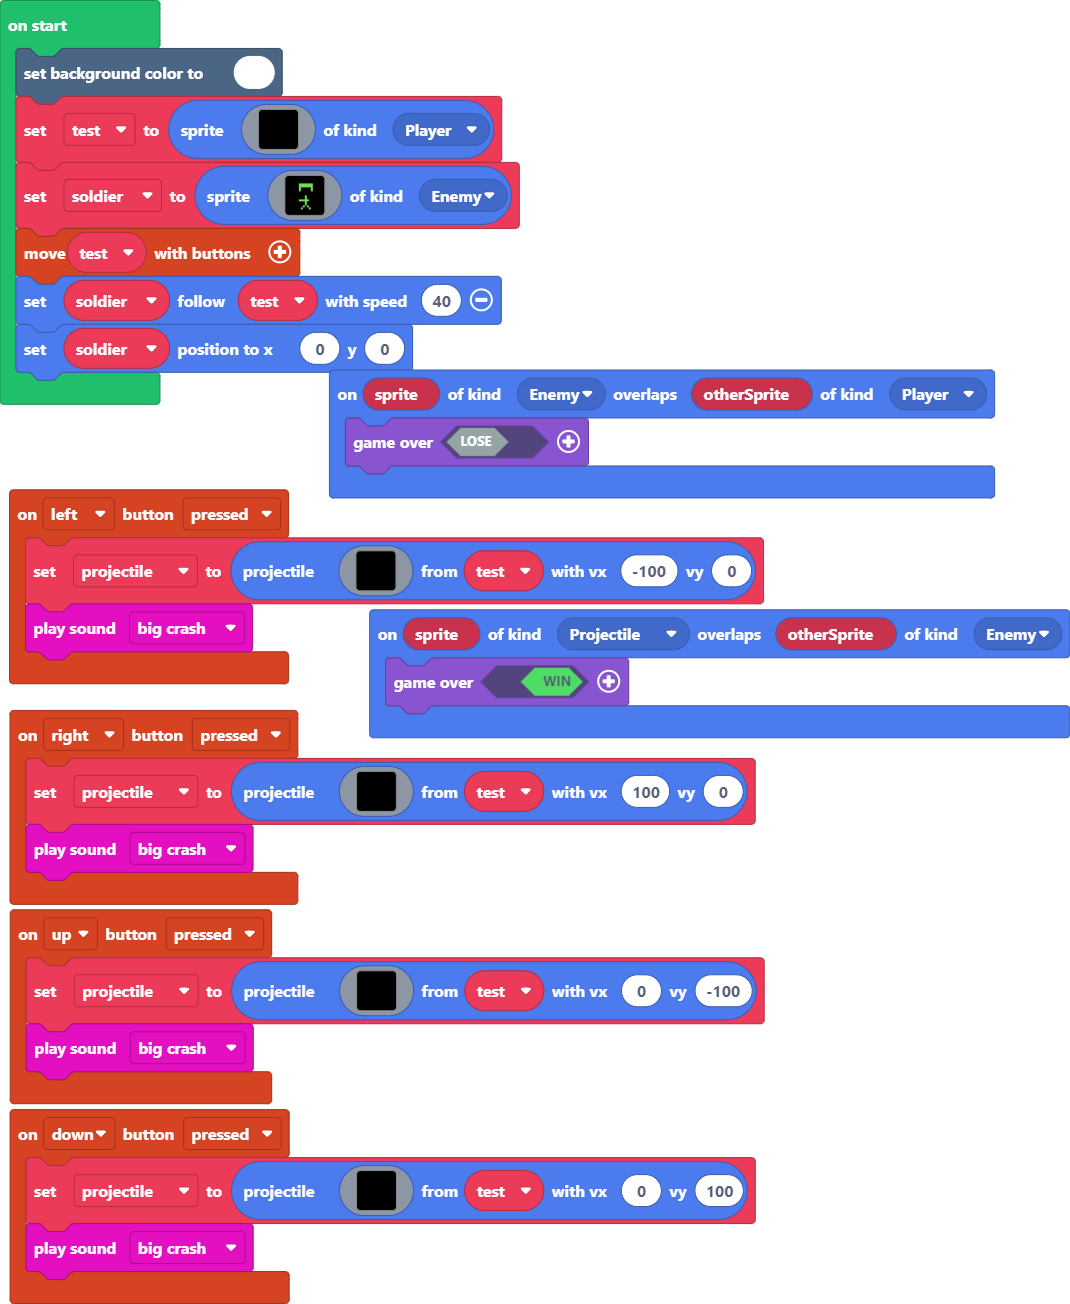 on start
set background color to
set test to sprite of kind Player
set soldier to sprite of kind Enemy
move test with buttons
set soldier follow test with speed 40
set soldier position to x 0 y 0
on sprite of kind Enemy overlaps otherSprite of kind Player
game over LOSE
on left button pressed
set projectile to projectile from test with vx -100 vy 0
play sound big crash
on sprite of kind Projectile overlaps otherSprite of kind Enemy
game over WIN
on right button pressed
set projectile to projectile from test with vx 100 vy 0
play sound big crash
on up button pressed
set projectile to projectile from test with vx 0 vy -100
play sound big crash
on down button pressed
set projectile to projectile from test with vx 0 vy 100
play sound big crash